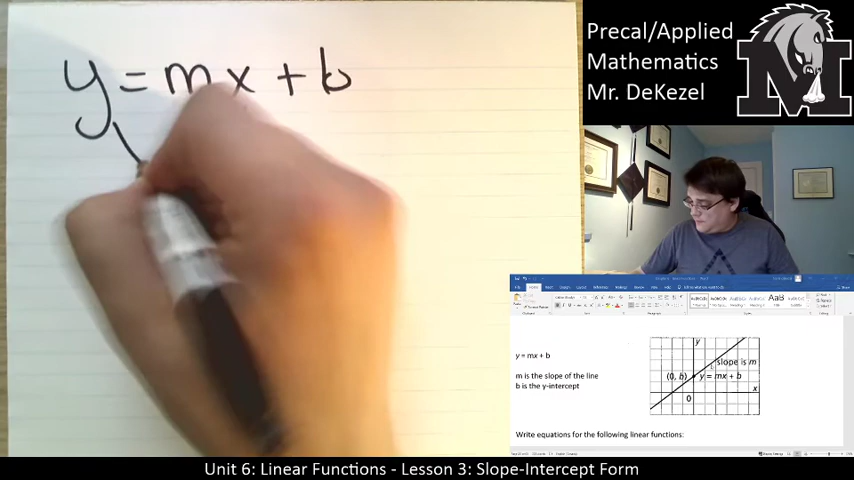 y = mx + b
Precal/Applied
Mathematics
Mr. DeKezel
M
y = mx + b
m is the slope of the line
b is the y-intercept
y
slope is m
(0, b)
y = mx + b
x
0
Write equations for the following linear functions:
Unit 6: Linear Functions - Lesson 3: Slope-Intercept Form